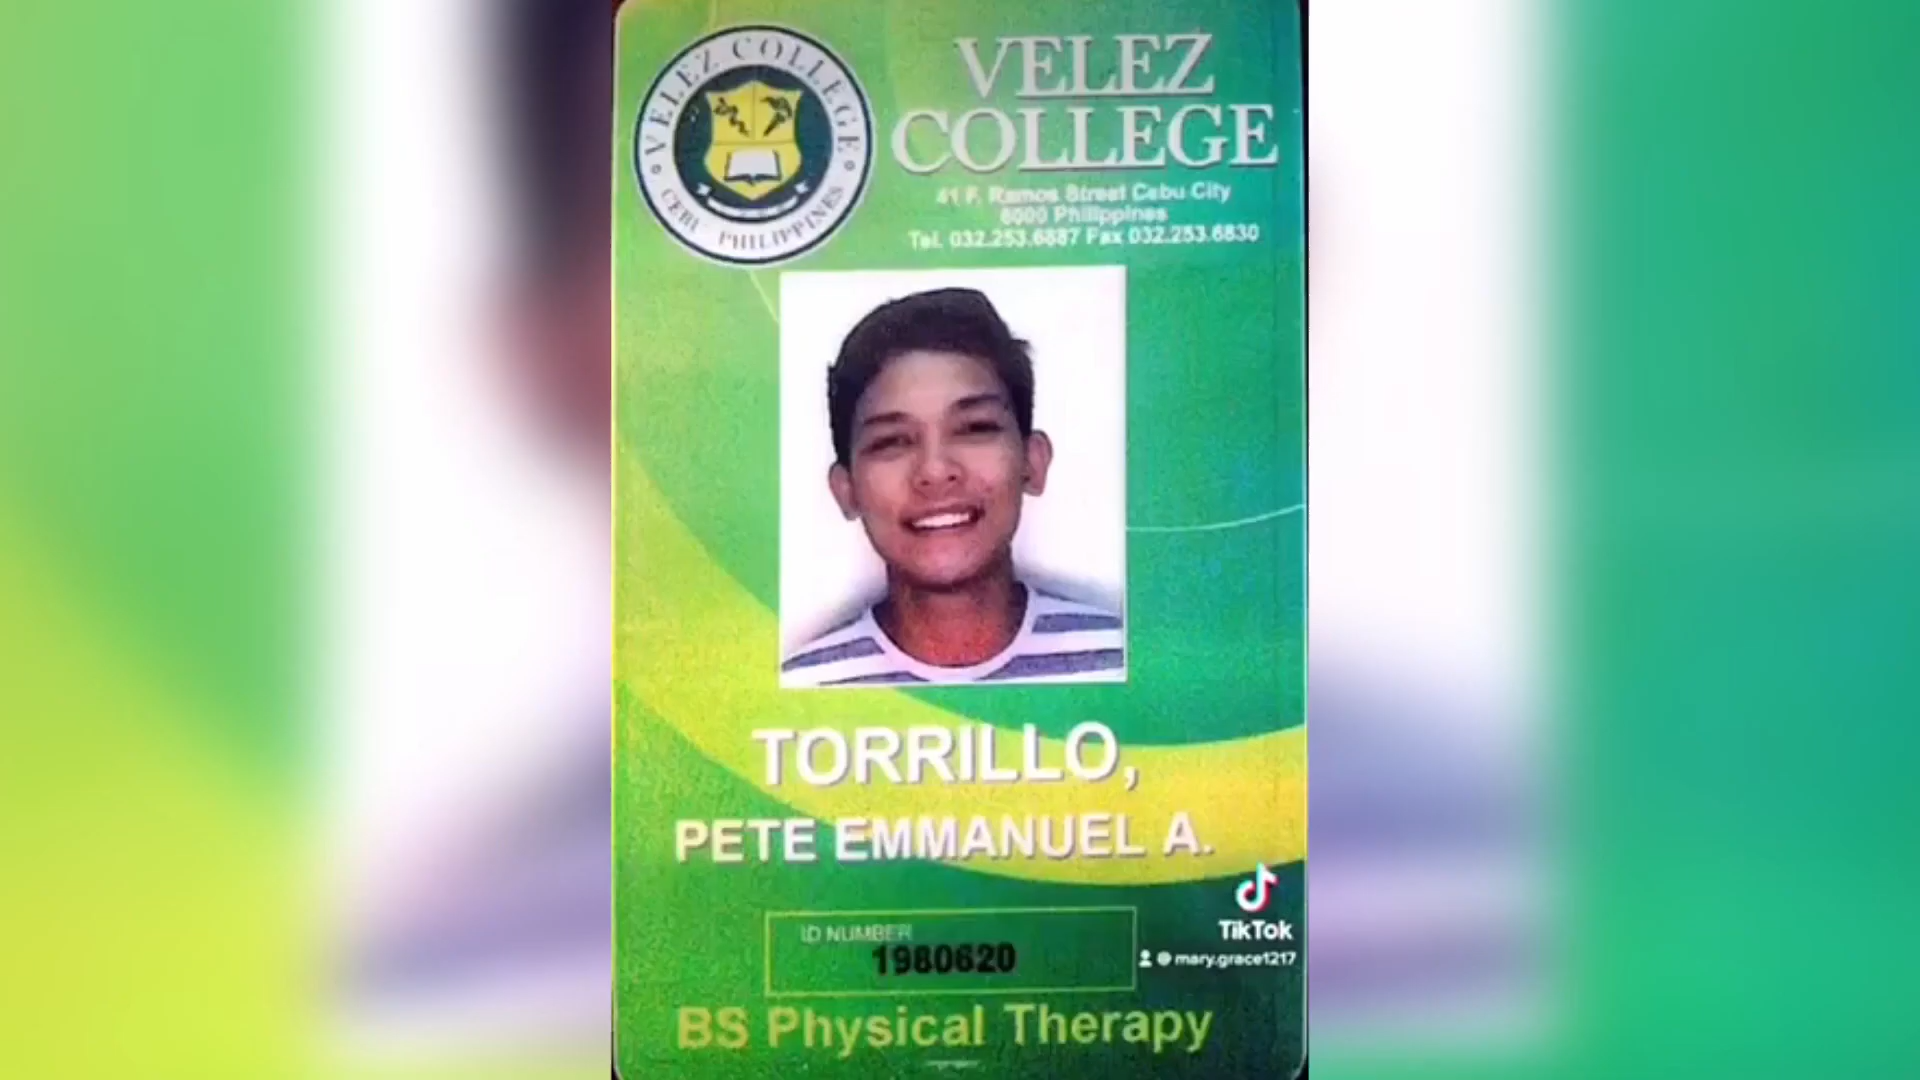 VELEZ COLLEGE
CEBU PHILIPPINES
VELEZ
COLLEGE
41 F. Ramos Street Cebu City
6000 Philippines
Tel. 032.253.6887 Fax 032.253.6830
TORRILLO,
PETE EMMANUEL A.
ID NUMBER
1980620
BS Physical Therapy
TikTok
@ mary.grace1217